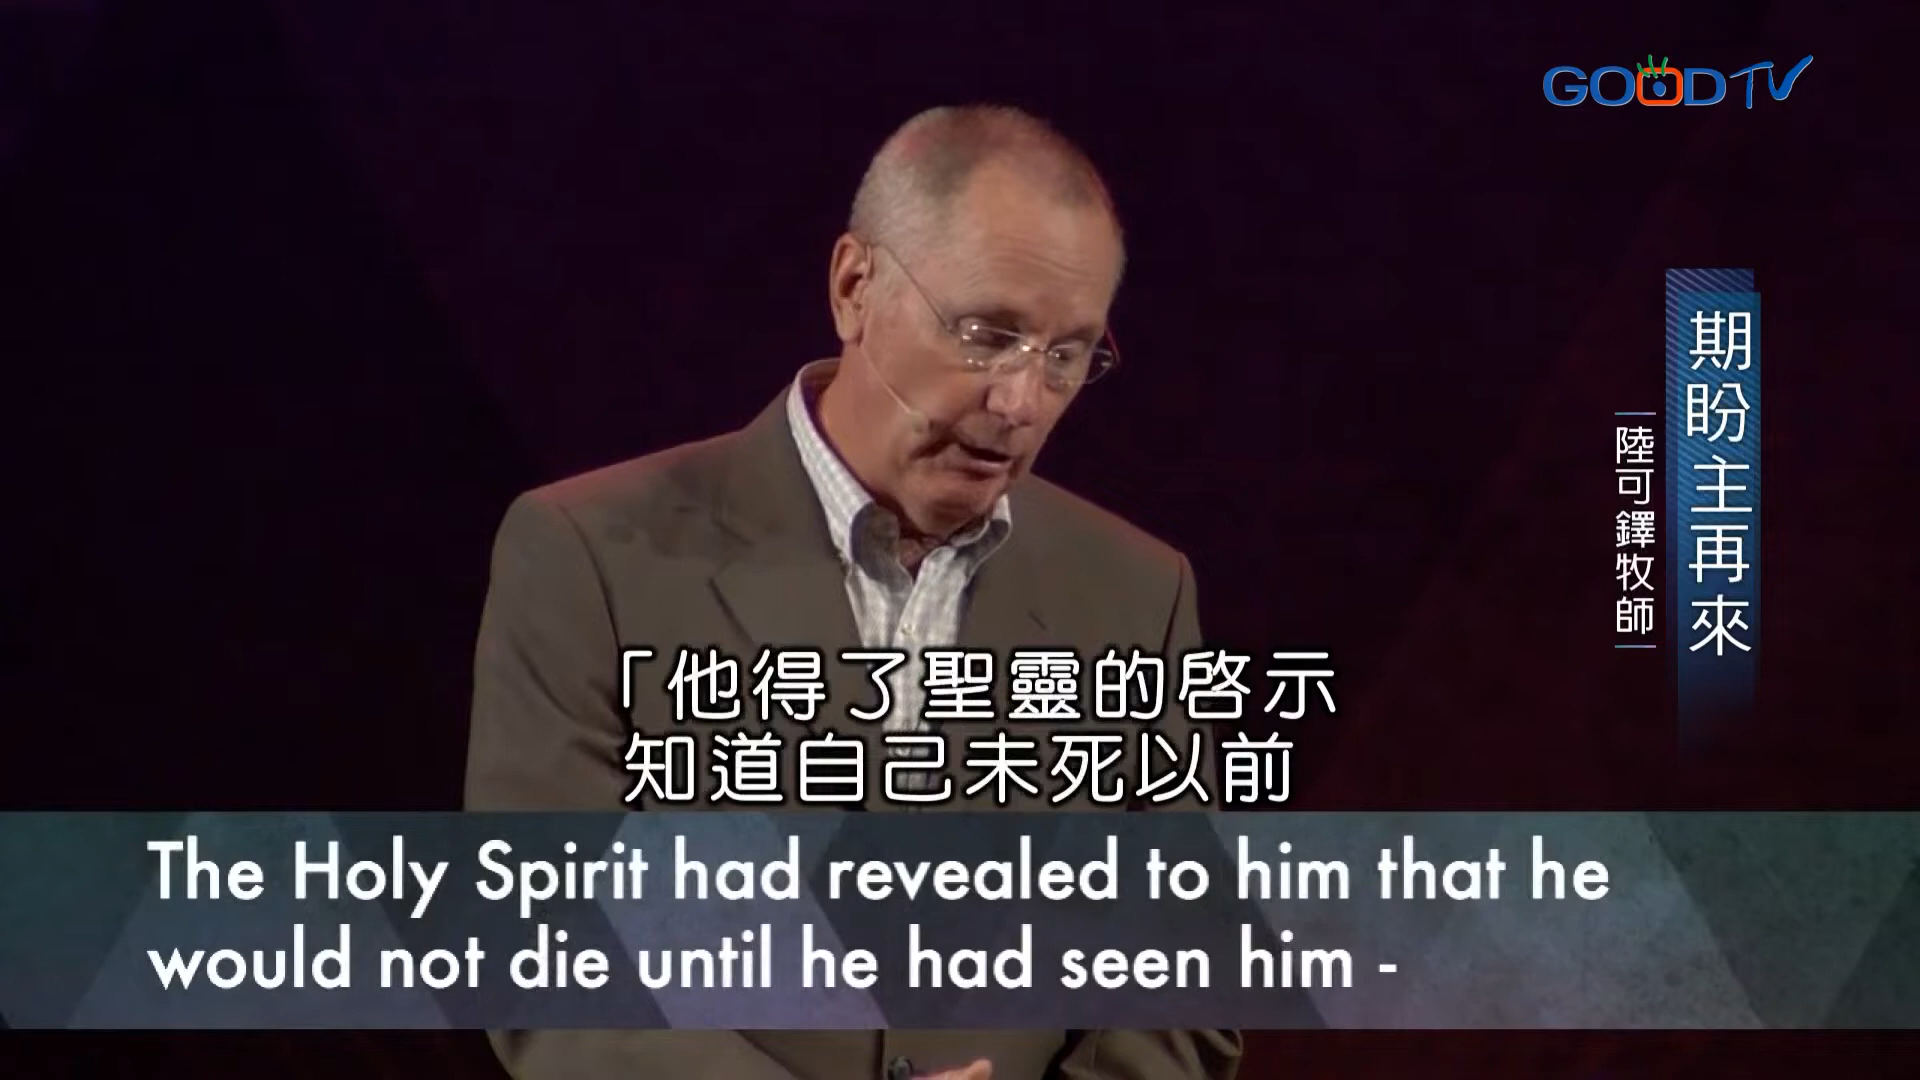 GOODTV
期盼主再來
陸可鐸牧師
「他得了聖靈的啓示
知道自己未死以前
The Holy Spirit had revealed to him that he
would not die until he had seen him -